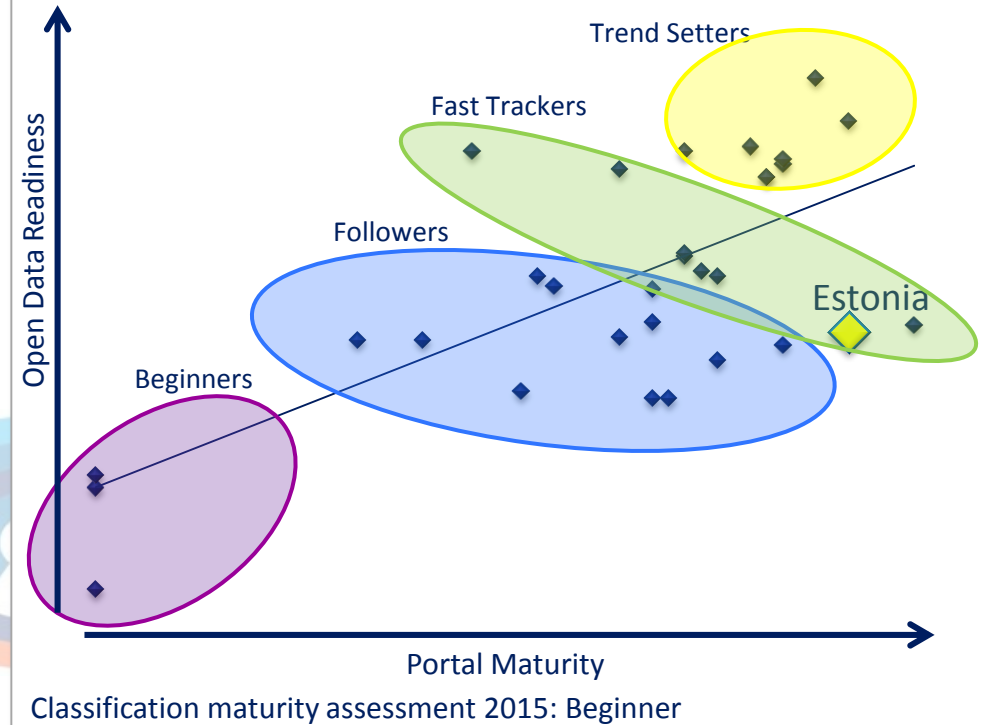 Trend Setters
Fast Trackers
Followers
Estonia
Beginners
Open Data Readiness
Portal Maturity
Classification maturity assessment 2015: Beginner